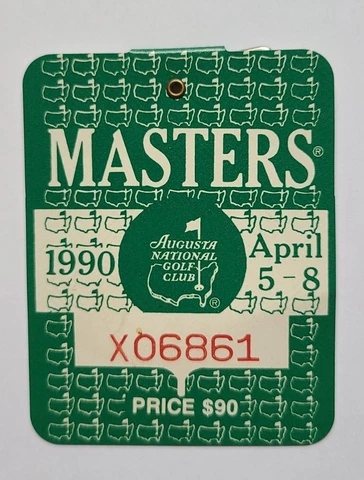 MASTERS®
1990
AUGUSTA
NATIONAL
GOLF
CLUB
®
April
5-8
X06861
PRICE $90